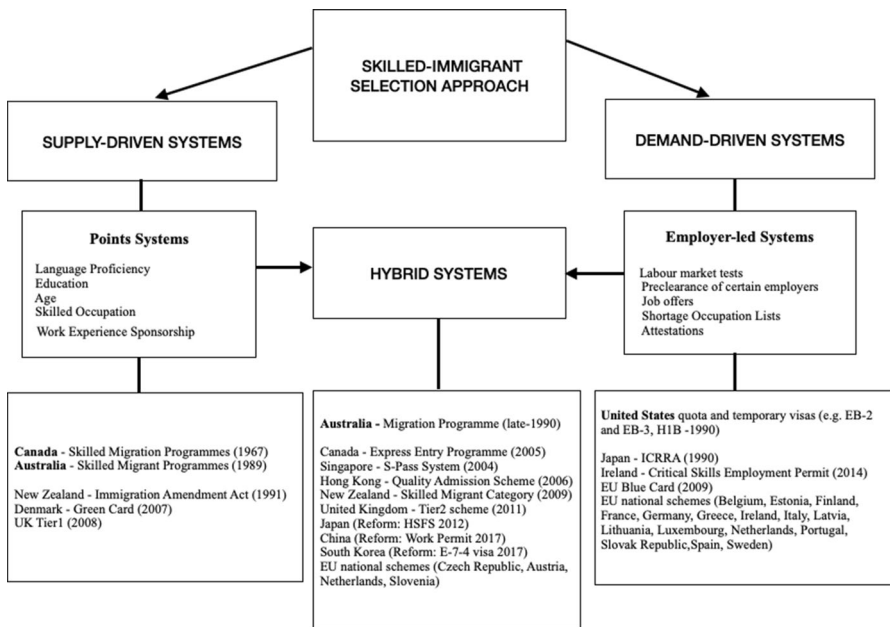 SKILLED-IMMIGRANT
SELECTION APPROACH
SUPPLY-DRIVEN SYSTEMS
DEMAND-DRIVEN SYSTEMS
Points Systems
Language Proficiency
Education
Age
Skilled Occupation
Work Experience Sponsorship
HYBRID SYSTEMS
Employer-led Systems
Labour market tests
Preclearance of certain employers
Job offers
Shortage Occupation Lists
Attestations
Canada - Skilled Migration Programmes (1967)
Australia - Skilled Migrant Programmes (1989)
New Zealand - Immigration Amendment Act (1991)
Denmark - Green Card (2007)
UK Tier1 (2008)
Australia - Migration Programme (late-1990)
Canada - Express Entry Programme (2005)
Singapore - S-Pass System (2004)
Hong Kong - Quality Admission Scheme (2006)
New Zealand - Skilled Migrant Category (2009)
United Kingdom - Tier2 scheme (2011)
Japan (Reform: HSFS 2012)
China (Reform: Work Permit 2017)
South Korea (Reform: E-7-4 visa 2017)
EU national schemes (Czech Republic, Austria,
Netherlands, Slovenia)
United States quota and temporary visas (e.g. EB-2
and EB-3, H1B -1990)
Japan - ICRRA (1990)
Ireland - Critical Skills Employment Permit (2014)
EU Blue Card (2009)
EU national schemes (Belgium, Estonia, Finland,
France, Germany, Greece, Ireland, Italy, Latvia,
Lithuania, Luxembourg, Netherlands, Portugal,
Slovak Republic,Spain, Sweden)